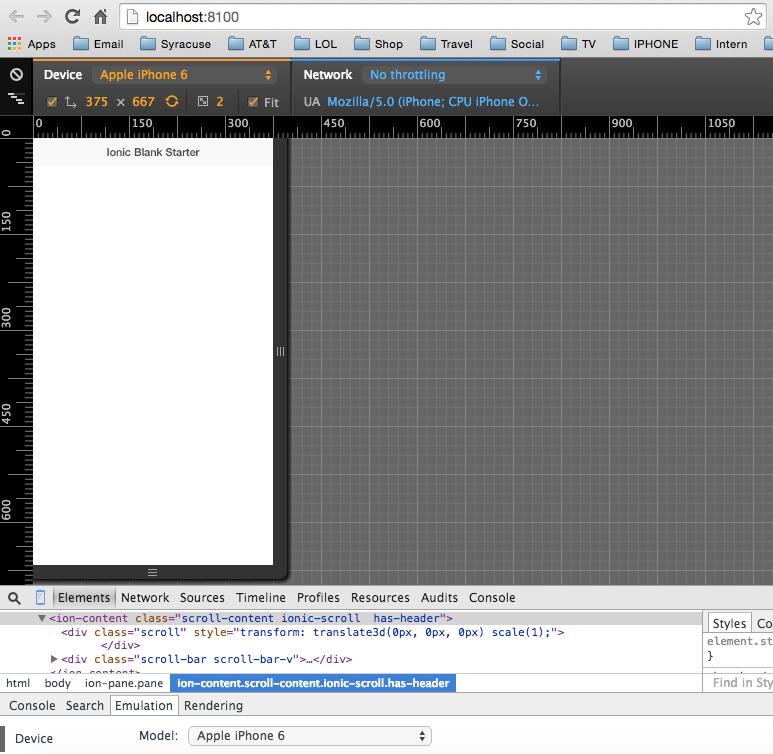 localhost:8100
Apps Email Syracuse AT&T LOL Shop Travel Social TV IPHONE Intern
Device Apple iPhone 6 Network No throttling
375 × 667 2 Fit UA Mozilla/5.0 (iPhone; CPU iPhone O...
0 150 300 450 600 750 900 1050
0
150
300
450
600
Ionic Blank Starter
Elements Network Sources Timeline Profiles Resources Audits Console
<ion-content class="scroll-content ionic-scroll  has-header">
<div class="scroll" style="transform: translate3d(0px, 0px, 0px) scale(1);">
</div>
<div class="scroll-bar scroll-bar-v">…</div>
</ion-content>
Styles Co
element.st
}
html body ion-pane.pane ion-content.scroll-content.ionic-scroll.has-header
Find in Sty
Console Search Emulation Rendering
Device Model: Apple iPhone 6